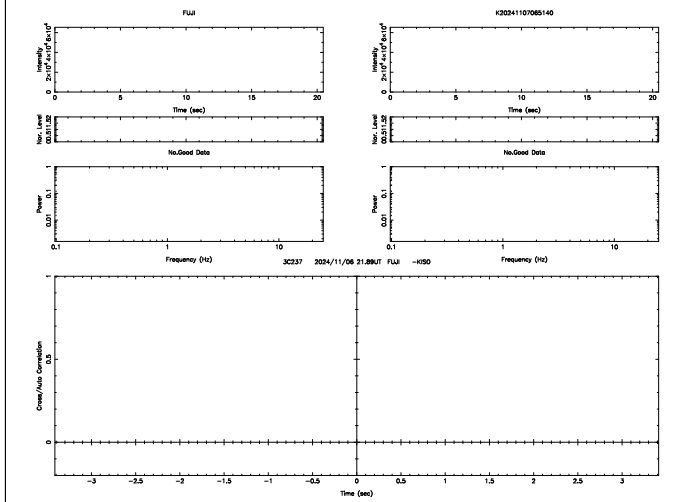 FUJI
K20241107065140
Intensity
0 2×10⁴ 4×10⁴ 6×10⁴
0 5 10 15 20
Time (sec)
Intensity
0 2×10⁴ 4×10⁴ 6×10⁴
0 5 10 15 20
Time (sec)
Nor. Level
00.511.52
Nor. Level
00.511.52
No.Good Data
No.Good Data
Power
1
0.1
0.01
0.1 1 10
Frequency (Hz)
Power
1
0.1
0.01
0.1 1 10
Frequency (Hz)
3C237 2024/11/06 21.89UT FUJI -KISO
Cross/Auto Correlation
1
0.5
0
-3 -2.5 -2 -1.5 -1 -0.5 0 0.5 1 1.5 2 2.5 3
Time (sec)